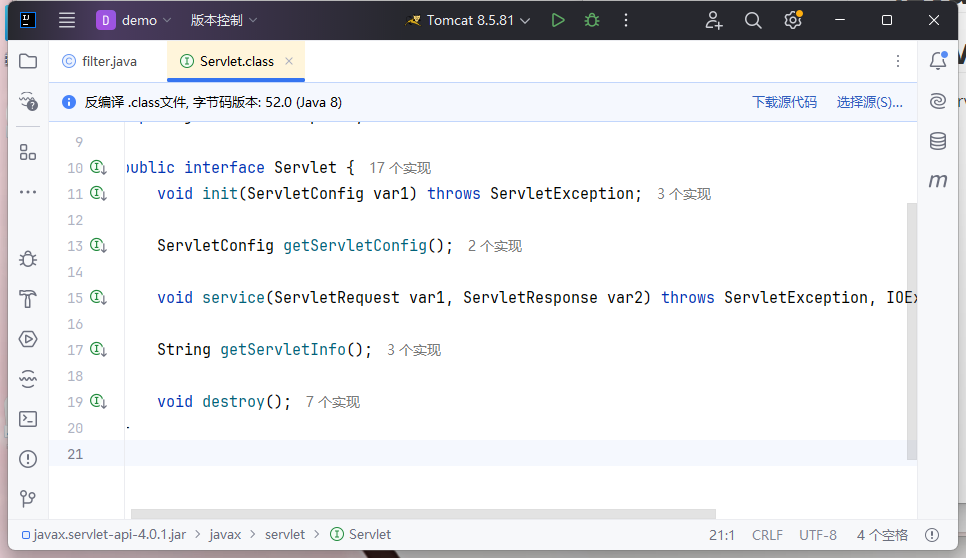 demo 版本控制 Tomcat 8.5.81
filter.java Servlet.class
反编译 .class文件, 字节码版本: 52.0 (Java 8) 下载源代码 选择源(S)...
9
10 public interface Servlet { 17 个实现
11 void init(ServletConfig var1) throws ServletException; 3 个实现
12
13 ServletConfig getServletConfig(); 2 个实现
14
15 void service(ServletRequest var1, ServletResponse var2) throws ServletException,
16
17 String getServletInfo(); 3 个实现
18
19 void destroy(); 7 个实现
20
21
javax.servlet-api-4.0.1.jar > javax > servlet > Servlet 21:1 CRLF UTF-8 4 个空格